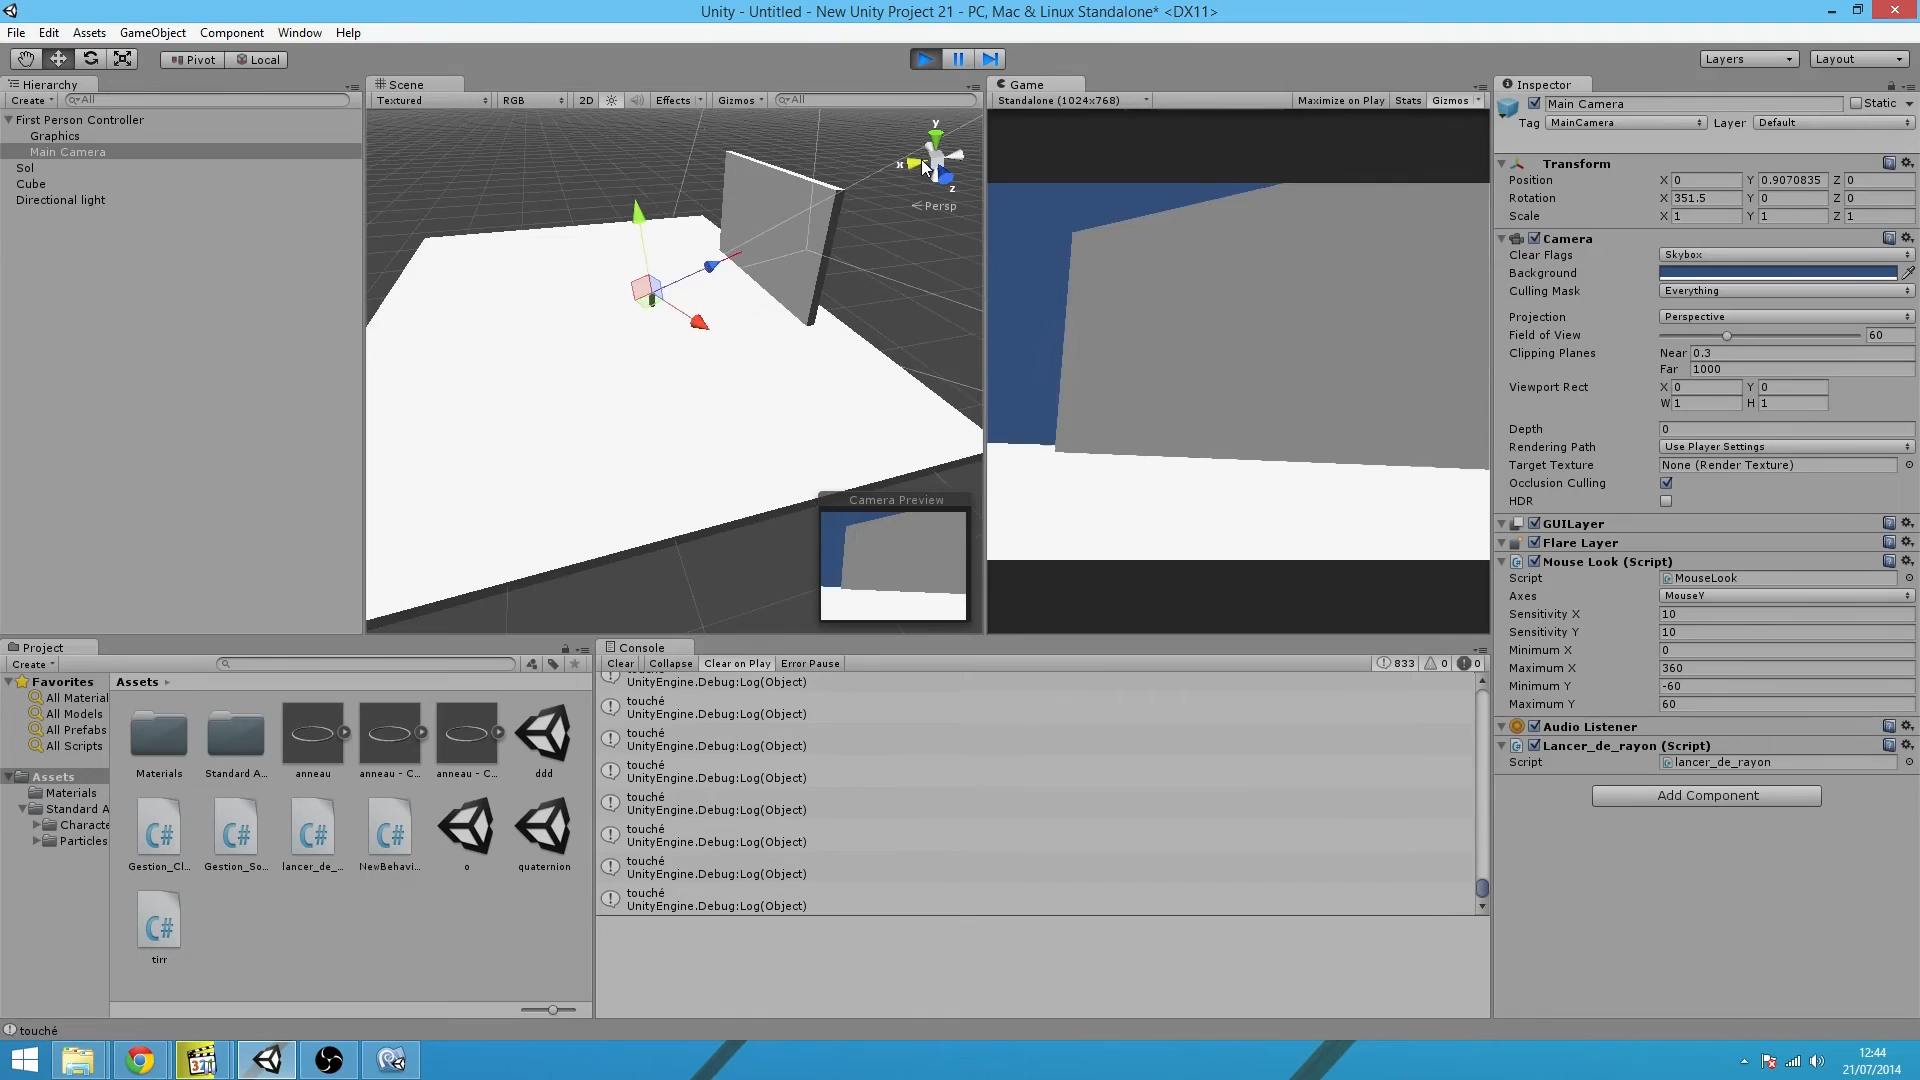 Unity - Untitled - New Unity Project 21 - PC, Mac & Linux Standalone* <DX11>
File Edit Assets GameObject Component Window Help
Pivot Local Layers Layout
Hierarchy
Create All
First Person Controller
Graphics
Main Camera
Sol
Cube
Directional light
Scene
Textured RGB 2D Effects Gizmos All
y
x
z
Persp
Camera Preview
Game
Standalone (1024x768) Maximize on Play Stats Gizmos
Inspector
Main Camera Static
Tag MainCamera Layer Default
Transform
Position X 0 Y 0.9070835 Z 0
Rotation X 351.5 Y 0 Z 0
Scale X 1 Y 1 Z 1
Camera
Clear Flags Skybox
Background
Culling Mask Everything
Projection Perspective
Field of View 60
Clipping Planes Near 0.3
Far 1000
Viewport Rect X 0 Y 0
W 1 H 1
Depth 0
Rendering Path Use Player Settings
Target Texture None (Render Texture)
Occlusion Culling
HDR
GUILayer
Flare Layer
Mouse Look (Script)
Script MouseLook
Axes MouseY
Sensitivity X 10
Sensitivity Y 10
Minimum X 0
Maximum X 360
Minimum Y -60
Maximum Y 60
Audio Listener
Lancer_de_rayon (Script)
Script lancer_de_rayon
Add Component
Project
Create
Favorites
All Material
All Models
All Prefabs
All Scripts
Assets
Materials
Standard A
Characte
Particles
Assets
Materials Standard A... anneau anneau - C... anneau - C... ddd
C# C# C# C#
Gestion_Cl... Gestion_So... lancer_de_... NewBehavi... o quaternion
C#
tirr
Console
Clear Collapse Clear on Play Error Pause 833 0 0
UnityEngine.Debug:Log(Object)
touché
UnityEngine.Debug:Log(Object)
touché
UnityEngine.Debug:Log(Object)
touché
UnityEngine.Debug:Log(Object)
touché
UnityEngine.Debug:Log(Object)
touché
UnityEngine.Debug:Log(Object)
touché
UnityEngine.Debug:Log(Object)
touché
UnityEngine.Debug:Log(Object)
touché
321
12:44
21/07/2014